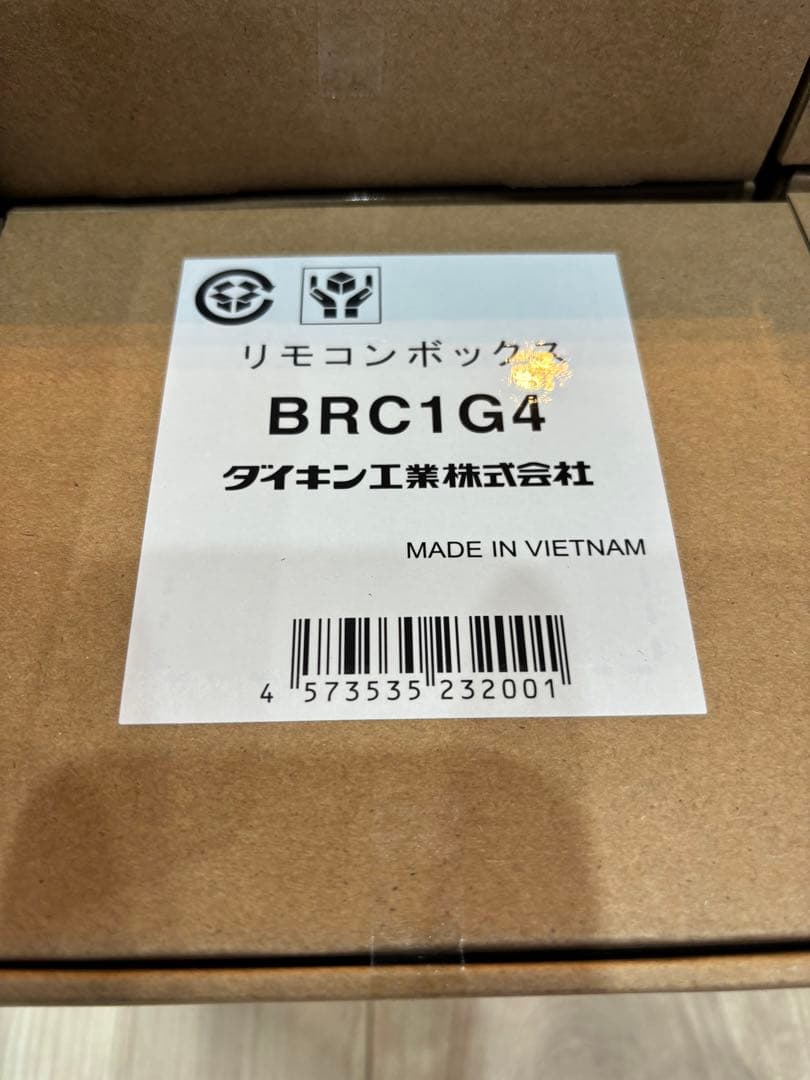 リモコンボックス
BRC1G4
ダイキン工業株式会社
MADE IN VIETNAM
4 573535 232001